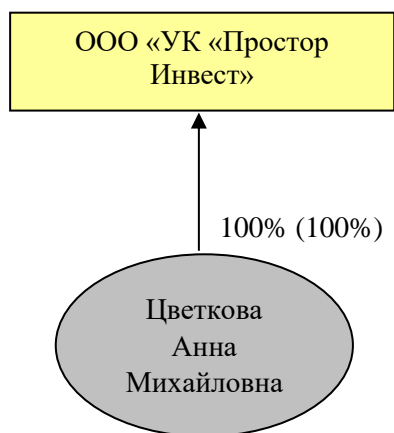 ООО «УК «Простор
Инвест»
100% (100%)
Цветкова
Анна
Михайловна